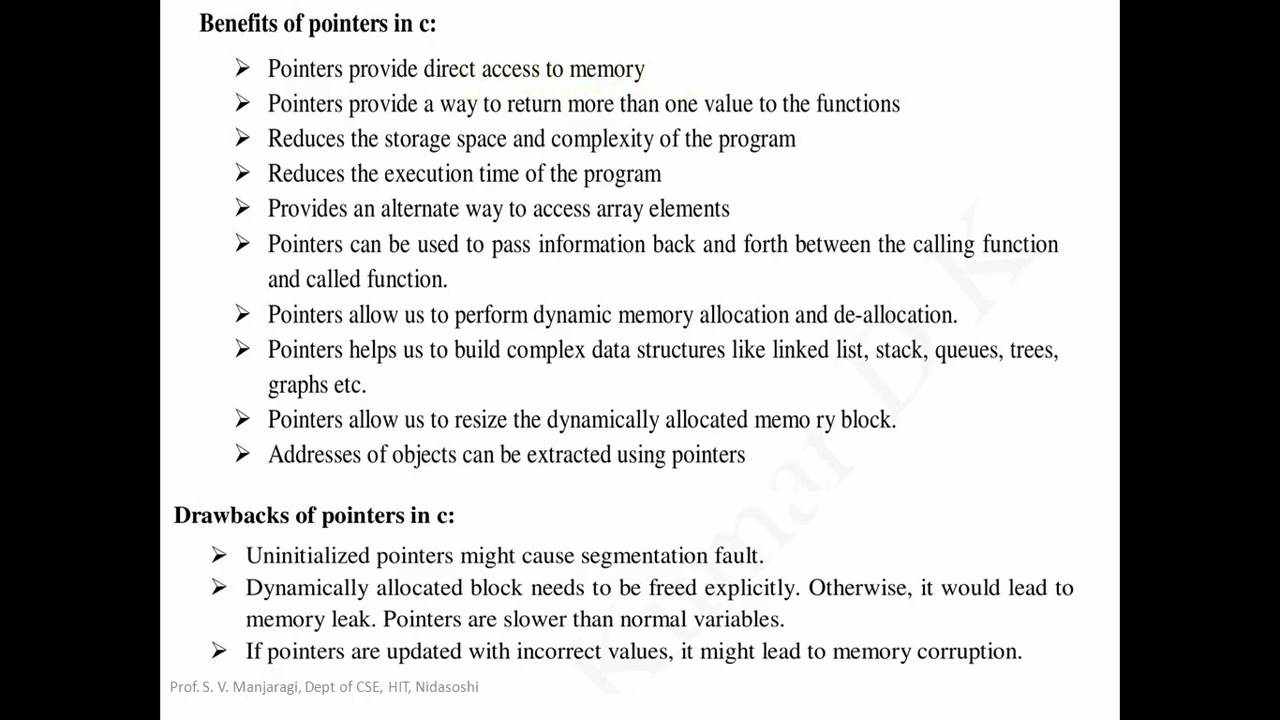 Benefits of pointers in c:
➢ Pointers provide direct access to memory
➢ Pointers provide a way to return more than one value to the functions
➢ Reduces the storage space and complexity of the program
➢ Reduces the execution time of the program
➢ Provides an alternate way to access array elements
➢ Pointers can be used to pass information back and forth between the calling function
and called function.
➢ Pointers allow us to perform dynamic memory allocation and de-allocation.
➢ Pointers helps us to build complex data structures like linked list, stack, queues, trees,
graphs etc.
➢ Pointers allow us to resize the dynamically allocated memo ry block.
➢ Addresses of objects can be extracted using pointers
Drawbacks of pointers in c:
➢ Uninitialized pointers might cause segmentation fault.
➢ Dynamically allocated block needs to be freed explicitly. Otherwise, it would lead to
memory leak. Pointers are slower than normal variables.
➢ If pointers are updated with incorrect values, it might lead to memory corruption.
Prof. S. V. Manjaragi, Dept of CSE, HIT, Nidasoshi
Kumar D K